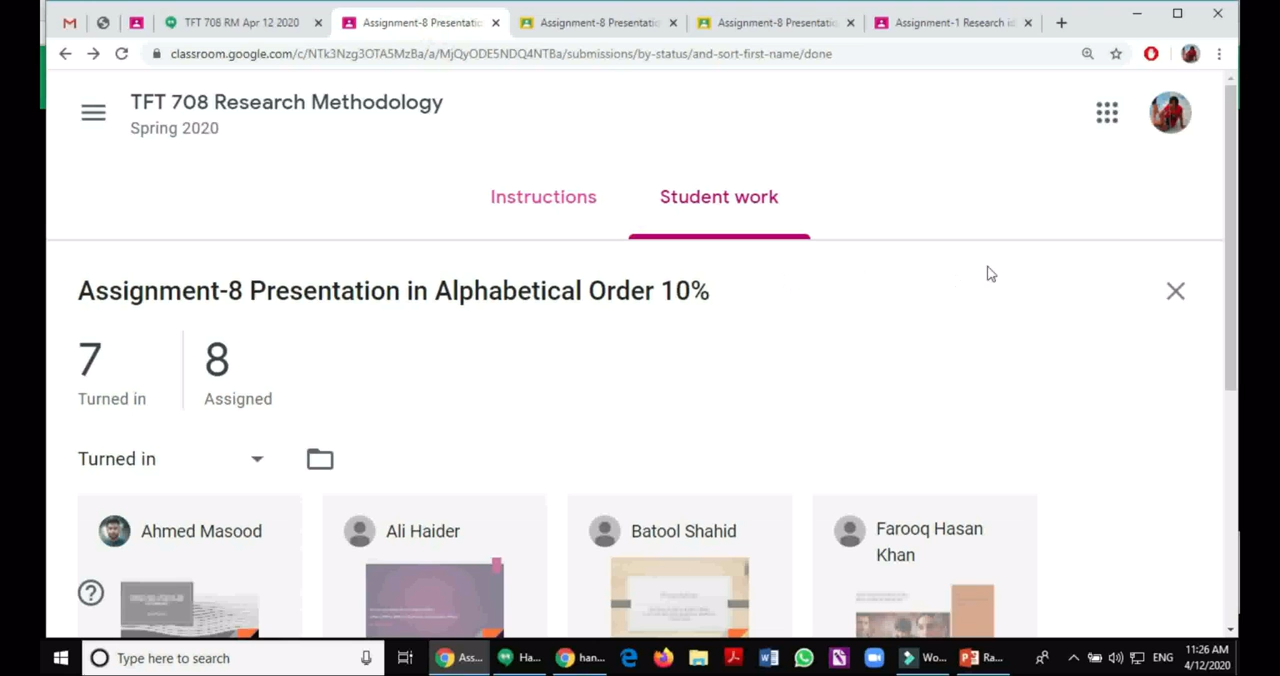 TFT 708 RM Apr 12 2020
Assignment-8 Presentatio
Assignment-8 Presentatio
Assignment-8 Presentatio
Assignment-1 Research is
classroom.google.com/c/NTk3Nzg3OTA5MzBa/a/MjQyODE5NDQ4NTBa/submissions/by-status/and-sort-first-name/done
TFT 708 Research Methodology
Spring 2020
Instructions
Student work
Assignment-8 Presentation in Alphabetical Order 10%
7
8
Turned in
Assigned
Turned in
Ahmed Masood
Ali Haider
Batool Shahid
Farooq Hasan
Khan
Type here to search
Ass...
Ha...
han...
Wo...
Ra...
ENG
11:26 AM
4/12/2020